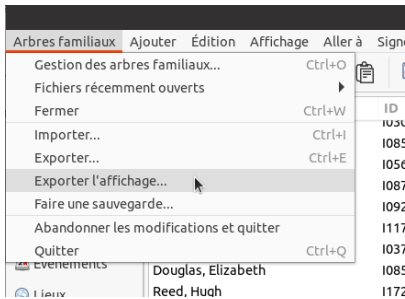 Arbres familiaux Ajouter Édition Affichage Aller à Signe
Gestion des arbres familiaux... Ctrl+O
Fichiers récemment ouverts
Fermer Ctrl+W
ID
Importer... Ctrl+I
I085
Exporter... Ctrl+E
I056
Exporter l'affichage...
I087
Faire une sauvegarde...
I092
Abandonner les modifications et quitter
I117
Quitter Ctrl+Q
I037
Évènements
Douglas, Elizabeth I085
Lieux
Reed, Hugh I172